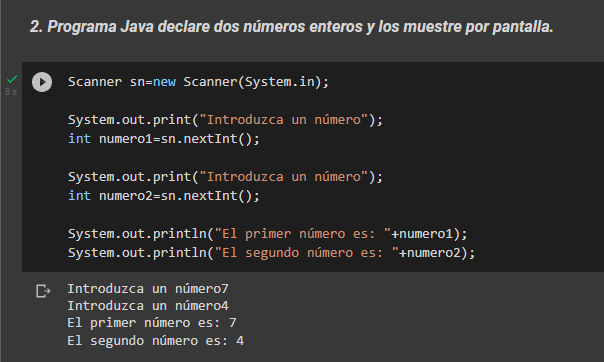 2. Programa Java declare dos números enteros y los muestre por pantalla.
8 s
Scanner sn=new Scanner(System.in);
System.out.print("Introduzca un número");
int numero1=sn.nextInt();
System.out.print("Introduzca un número");
int numero2=sn.nextInt();
System.out.println("El primer número es: "+numero1);
System.out.println("El segundo número es: "+numero2);
Introduzca un número7
Introduzca un número4
El primer número es: 7
El segundo número es: 4